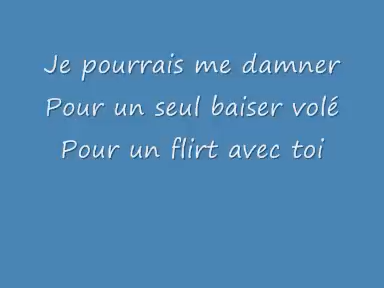 Je pourrais me damner
Pour un seul baiser volé
Pour un flirt avec toi